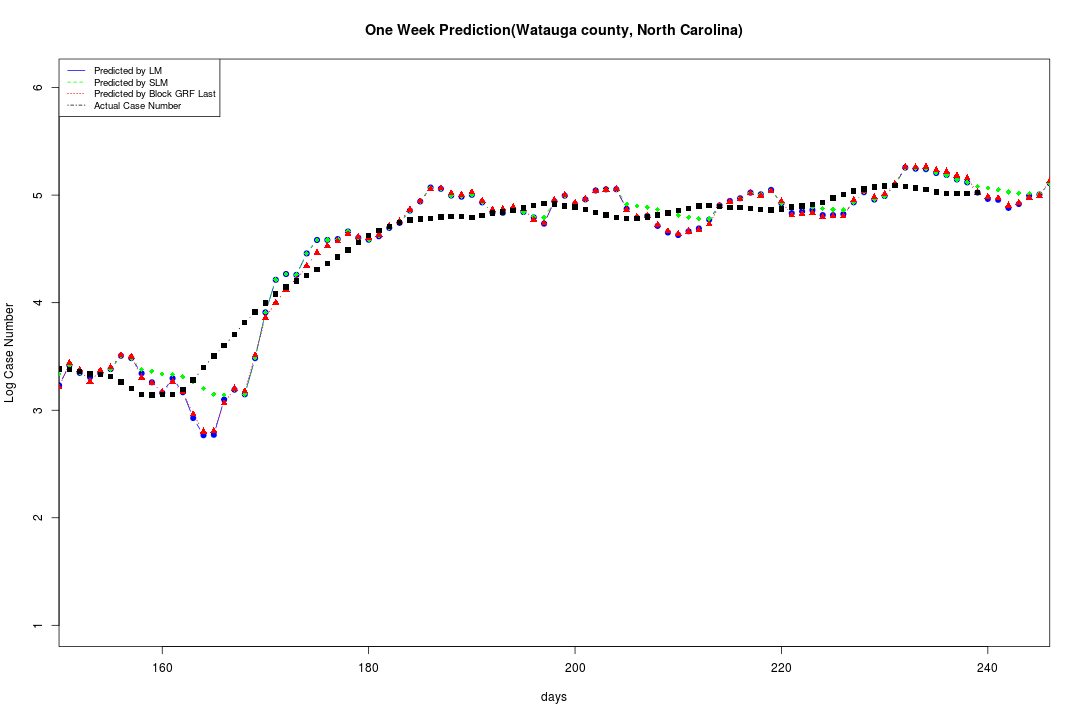 One Week Prediction(Watauga county, North Carolina)
Predicted by LM
Predicted by SLM
Predicted by Block GRF Last
Actual Case Number
6
5
4
3
2
1
Log Case Number
160 180 200 220 240
days